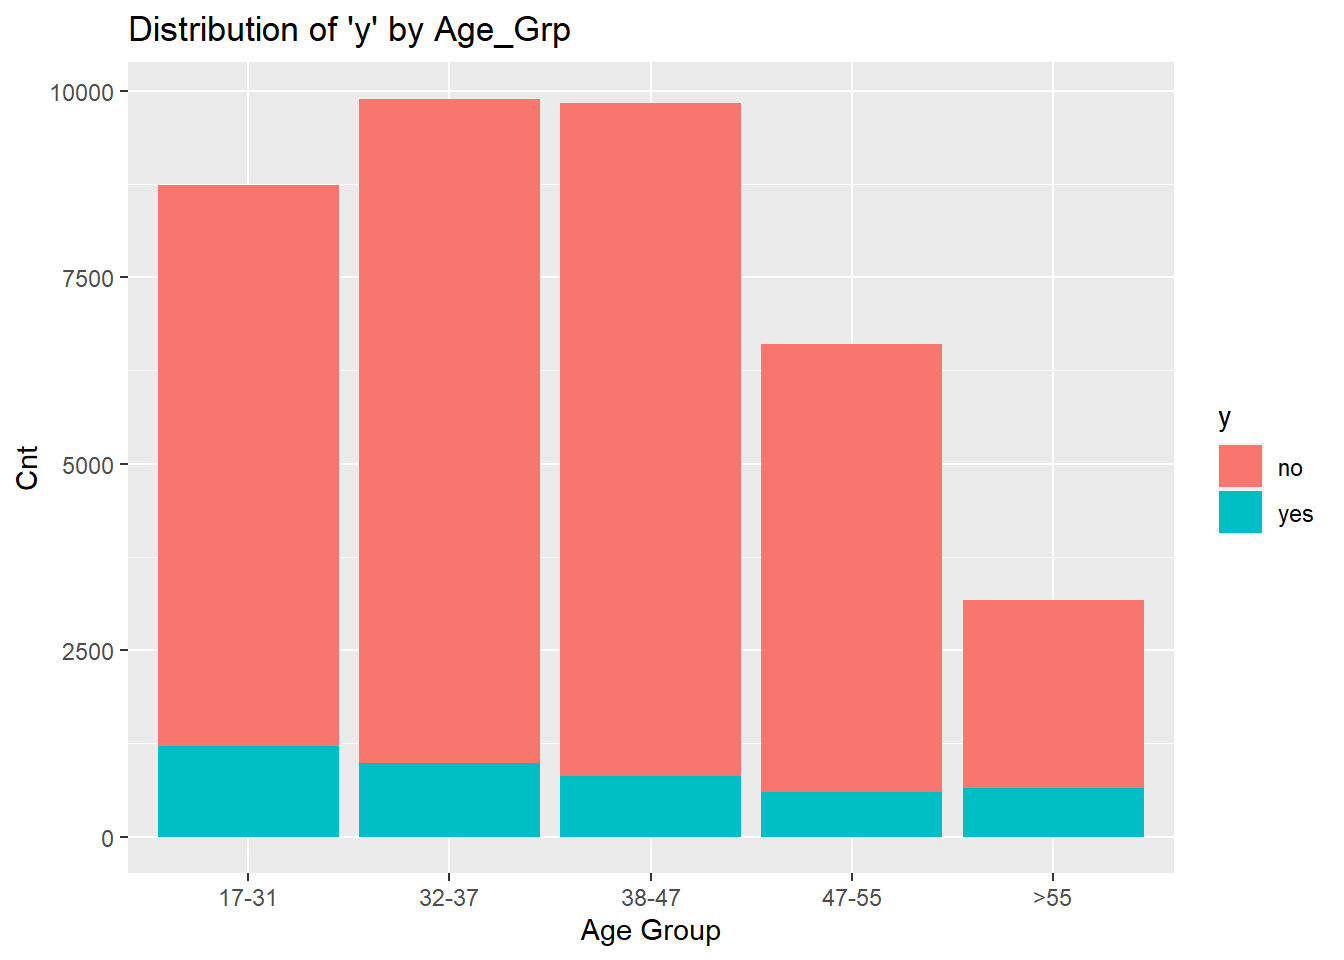 Distribution of 'y' by Age_Grp
10000
7500
5000
2500
0
Cnt
17-31
32-37
38-47
47-55
>55
Age Group
y
no
yes